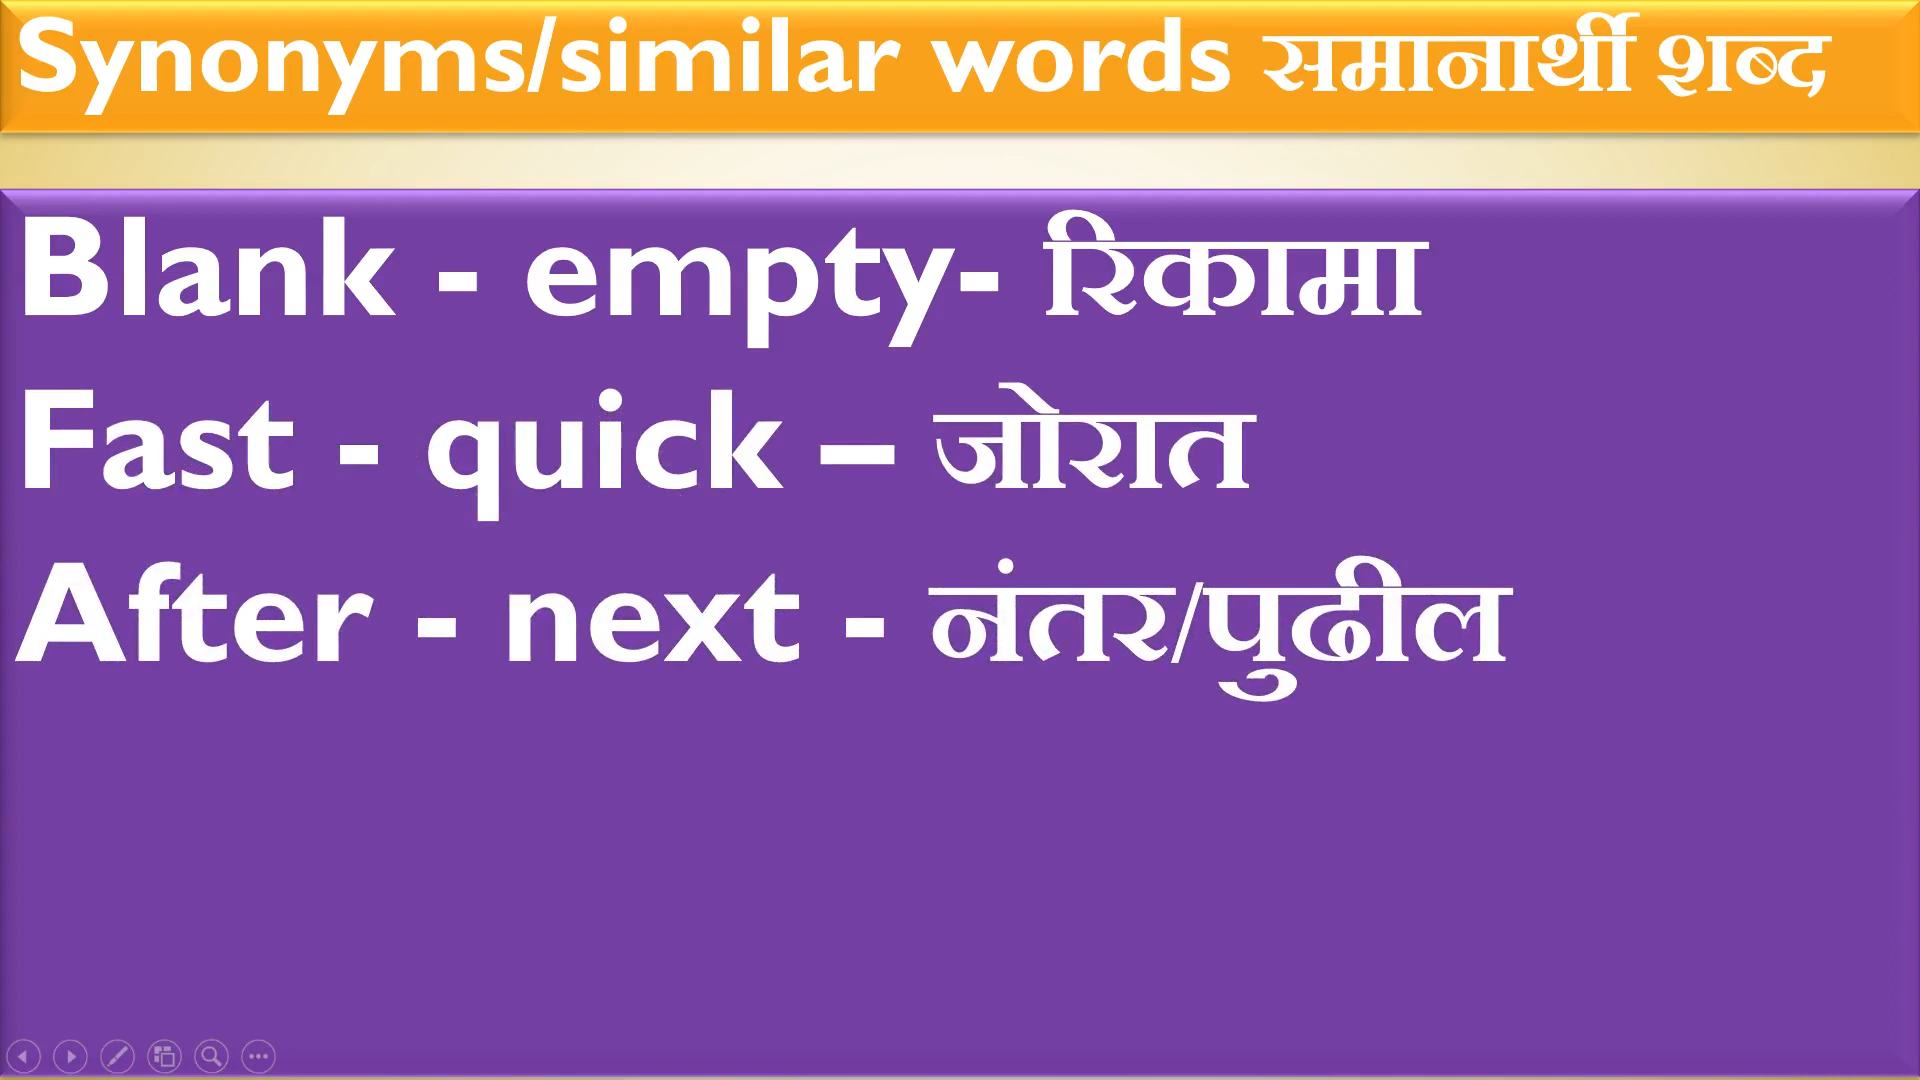 Synonyms/similar words समानार्थी शब्द
Blank - empty- रिकामा
Fast - quick – जोरात
After - next - नंतर/पुढील